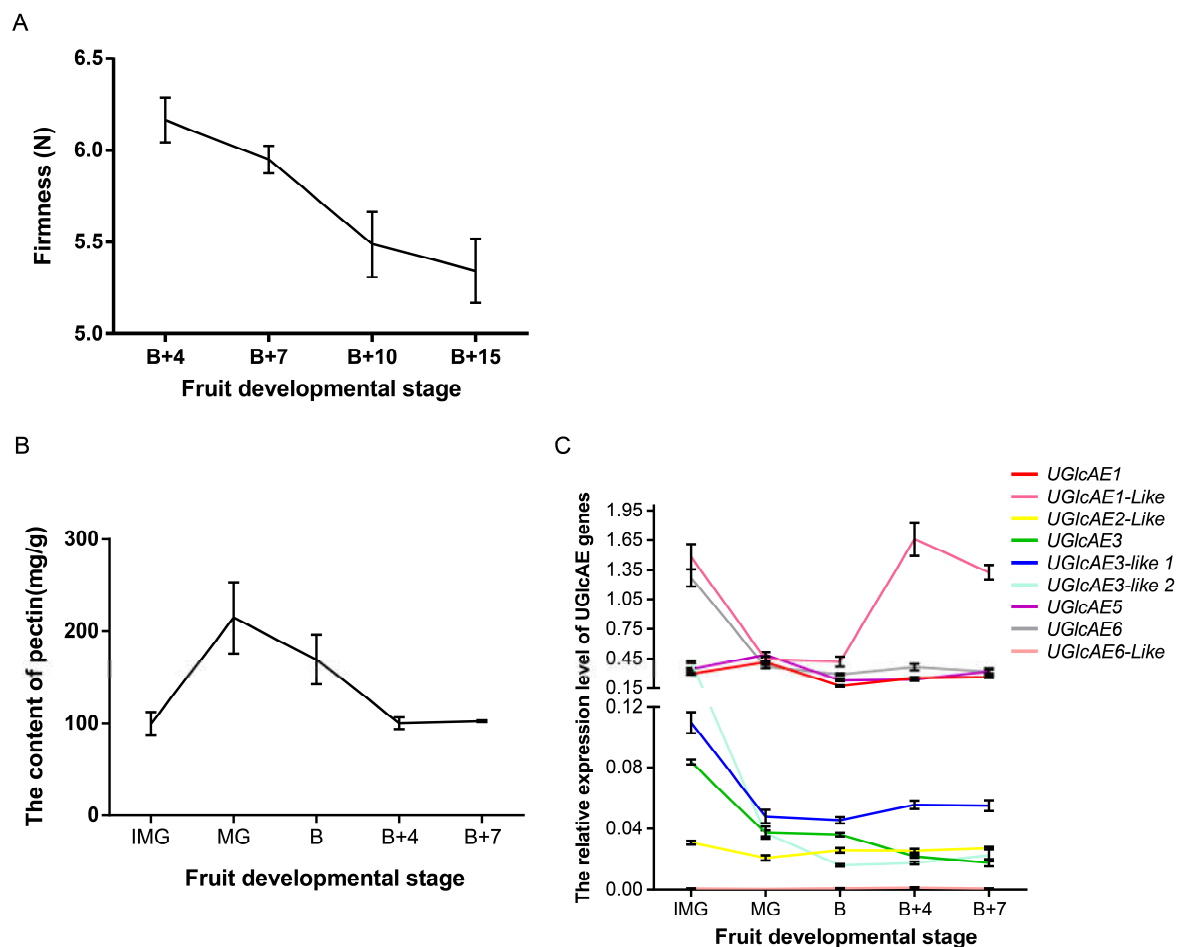 A
6.5
6.0
5.5
5.0
Firmness (N)
B+4 B+7 B+10 B+15
Fruit developmental stage
B
300
200
100
0
The content of pectin(mg/g)
IMG MG B B+4 B+7
Fruit developmental stage
C
1.95
1.65
1.35
1.05
0.75
0.45
0.15
0.12
0.08
0.04
0.00
The relative expression level of UGlcAE genes
IMG MG B B+4 B+7
Fruit developmental stage
UGlcAE1
UGlcAE1-Like
UGlcAE2-Like
UGlcAE3
UGlcAE3-like 1
UGlcAE3-like 2
UGlcAE5
UGlcAE6
UGlcAE6-Like